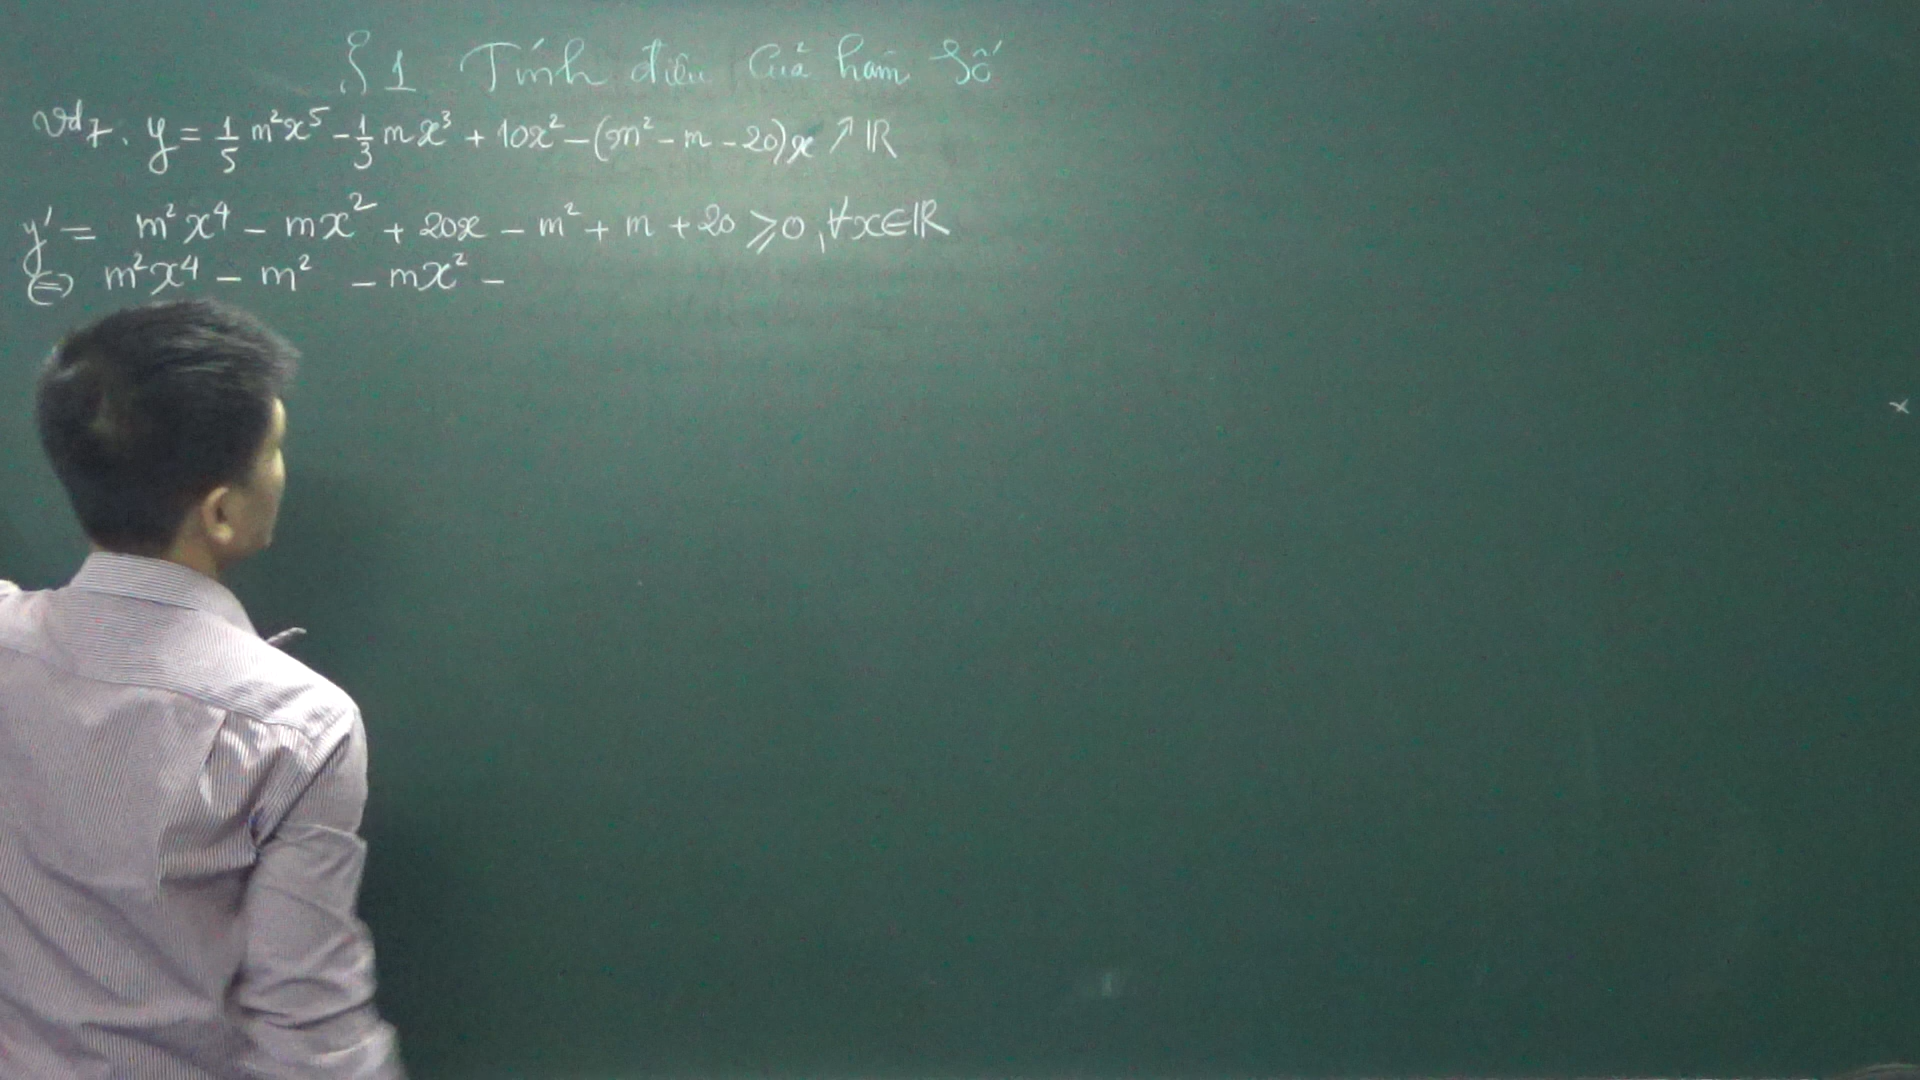 §1 Tính điệu của hàm số
Vd7. y = 1/5 m²x⁵ - 1/3 mx³ + 10x² - (m² - m - 20)x ↗ ℝ
y' = m²x⁴ - mx² + 20x - m² + m + 20 ⩾ 0, ∀x∈ℝ
⇔ m²x⁴ - m² - mx² -